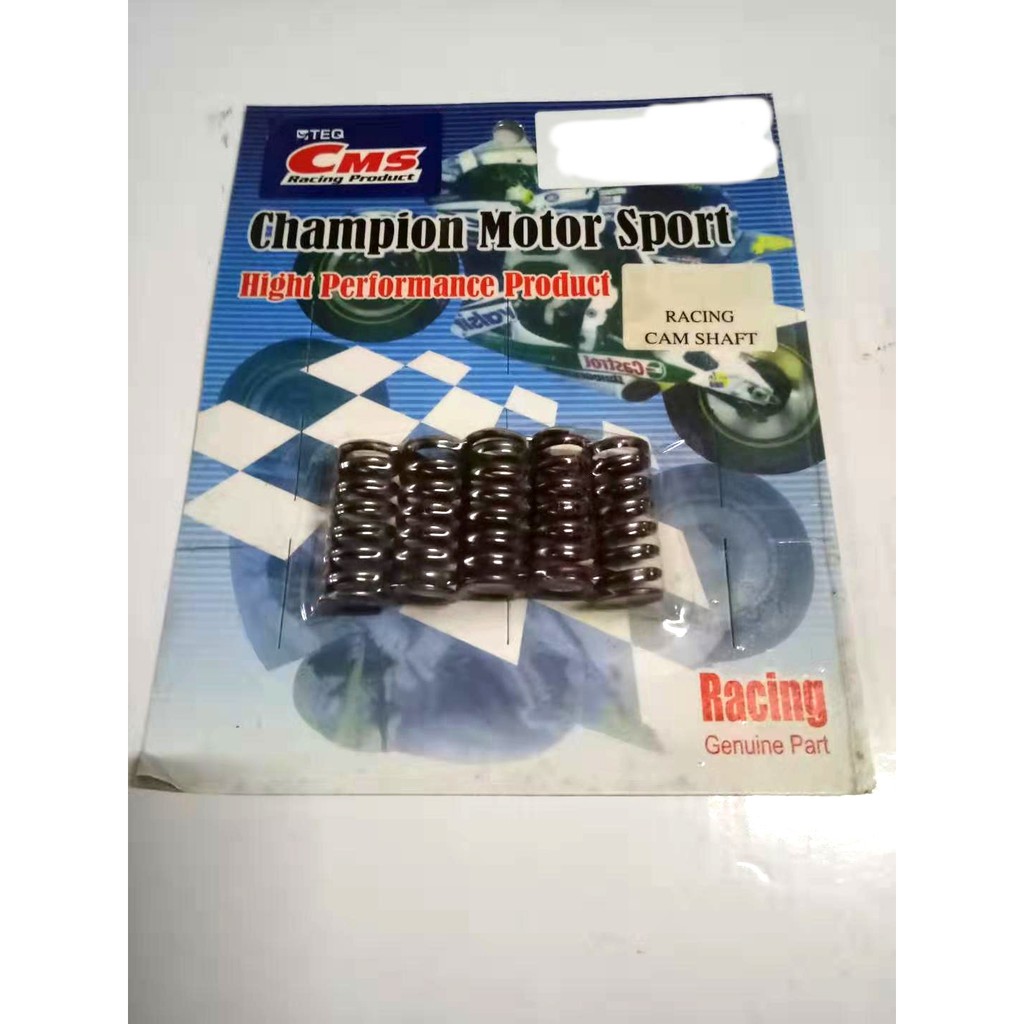 TEQ
CMS
Racing Product
Champion Motor Sport
Hight Performance Product
RACING
CAM SHAFT
Castrol
Racing
Genuine Part